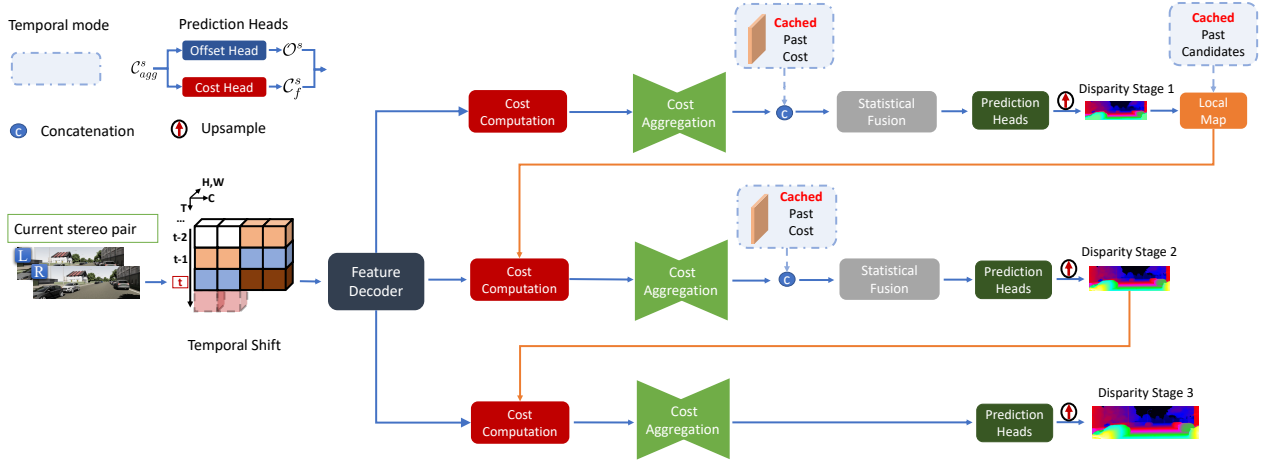 Temporal mode
Prediction Heads
Offset Head
Cost Head
𝒞ˢ_agg
𝒪ˢ
𝒞ˢ_f
C
Concatenation
Upsample
Cost
Computation
Cost
Aggregation
Cached
Past
Cost
C
Statistical
Fusion
Prediction
Heads
Disparity Stage 1
Cached
Past
Candidates
Local
Map
H,W
C
T
...
t-2
t-1
t
Current stereo pair
L
R
Temporal Shift
Feature
Decoder
Cost
Computation
Cost
Aggregation
Cached
Past
Cost
C
Statistical
Fusion
Prediction
Heads
Disparity Stage 2
Cost
Computation
Cost
Aggregation
Prediction
Heads
Disparity Stage 3